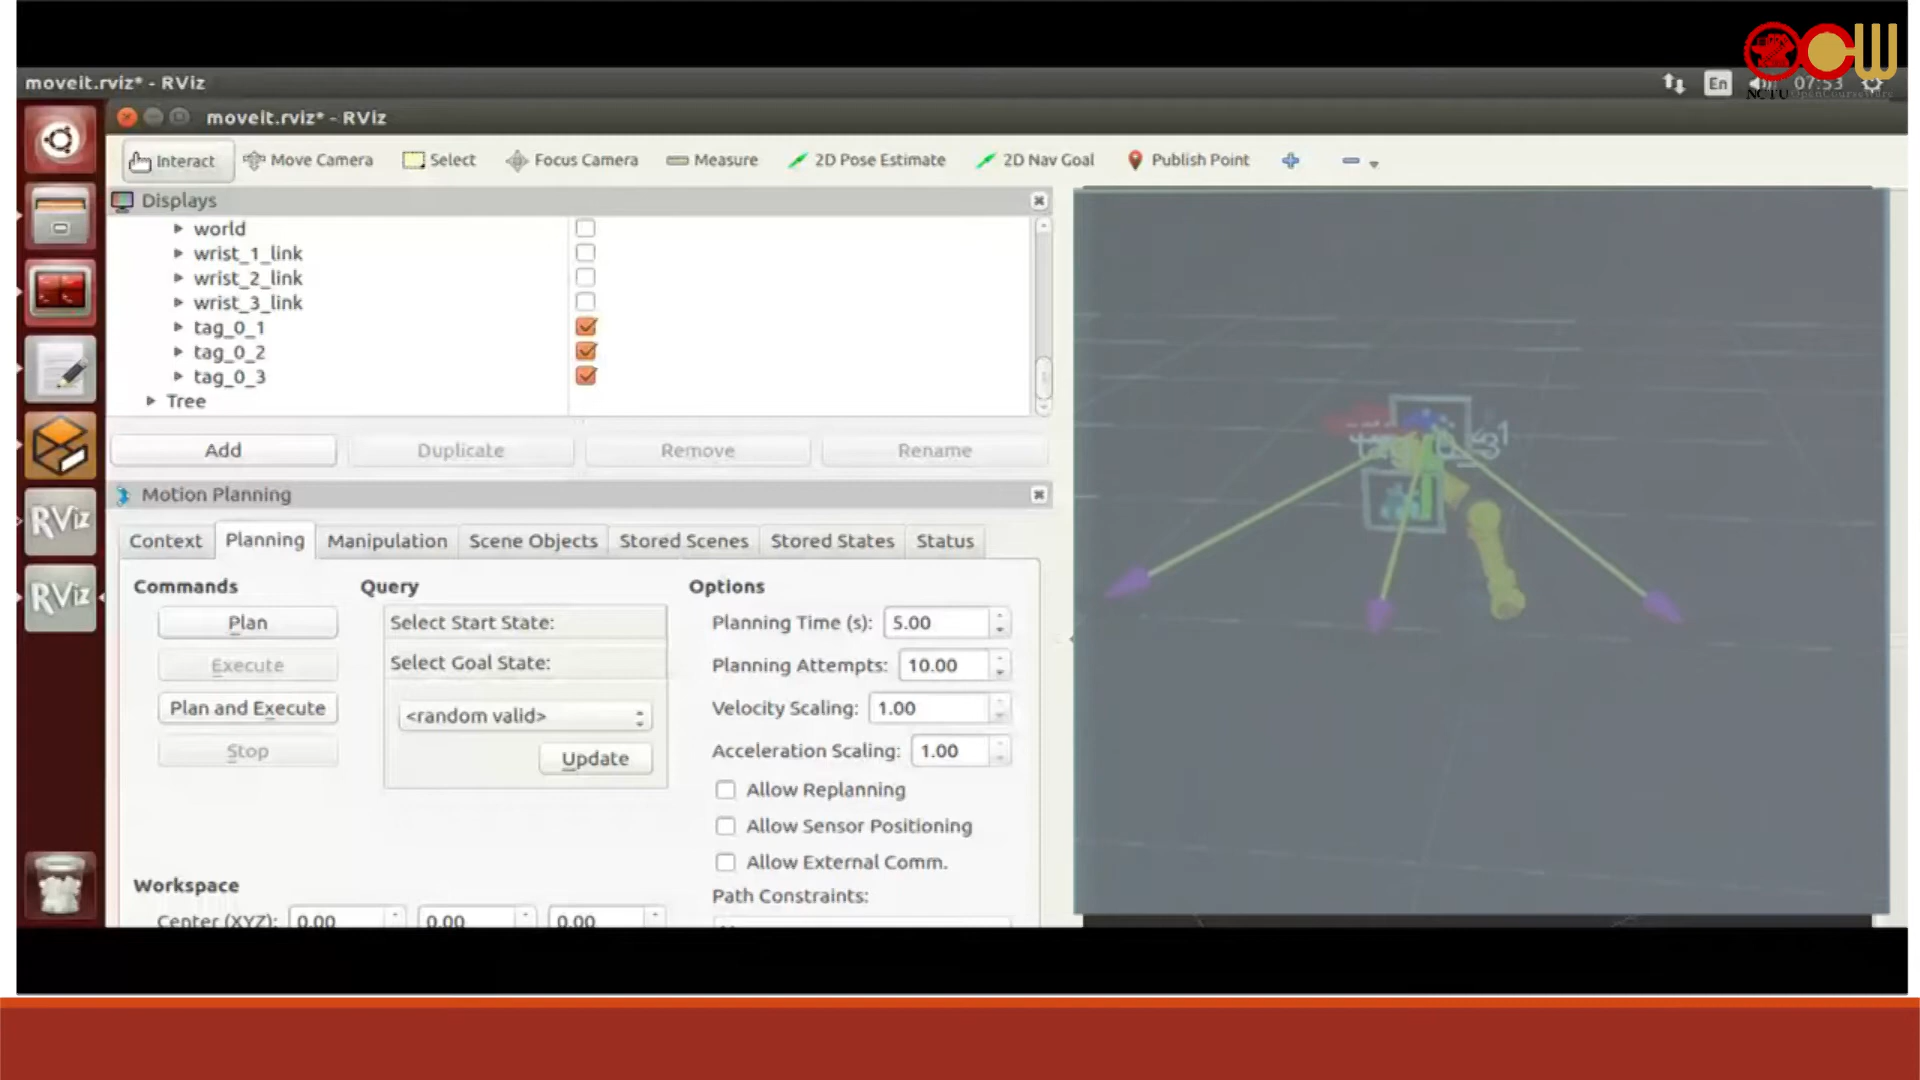 moveit.rviz* - RViz
En
07:53
NCTU OpenCourseWare
moveit.rviz* - RViz
Interact
Move Camera
Select
Focus Camera
Measure
2D Pose Estimate
2D Nav Goal
Publish Point
Displays
world
wrist_1_link
wrist_2_link
wrist_3_link
tag_0_1
tag_0_2
tag_0_3
Tree
Add
Duplicate
Remove
Rename
Motion Planning
Context
Planning
Manipulation
Scene Objects
Stored Scenes
Stored States
Status
Commands
Query
Options
Plan
Select Start State:
Planning Time (s): 5.00
Execute
Select Goal State:
Planning Attempts: 10.00
Plan and Execute
<random valid>
Velocity Scaling: 1.00
Stop
Update
Acceleration Scaling: 1.00
Allow Replanning
Allow Sensor Positioning
Allow External Comm.
Workspace
Path Constraints:
Center (XYZ): 0.00 0.00 0.00
RViz
RViz